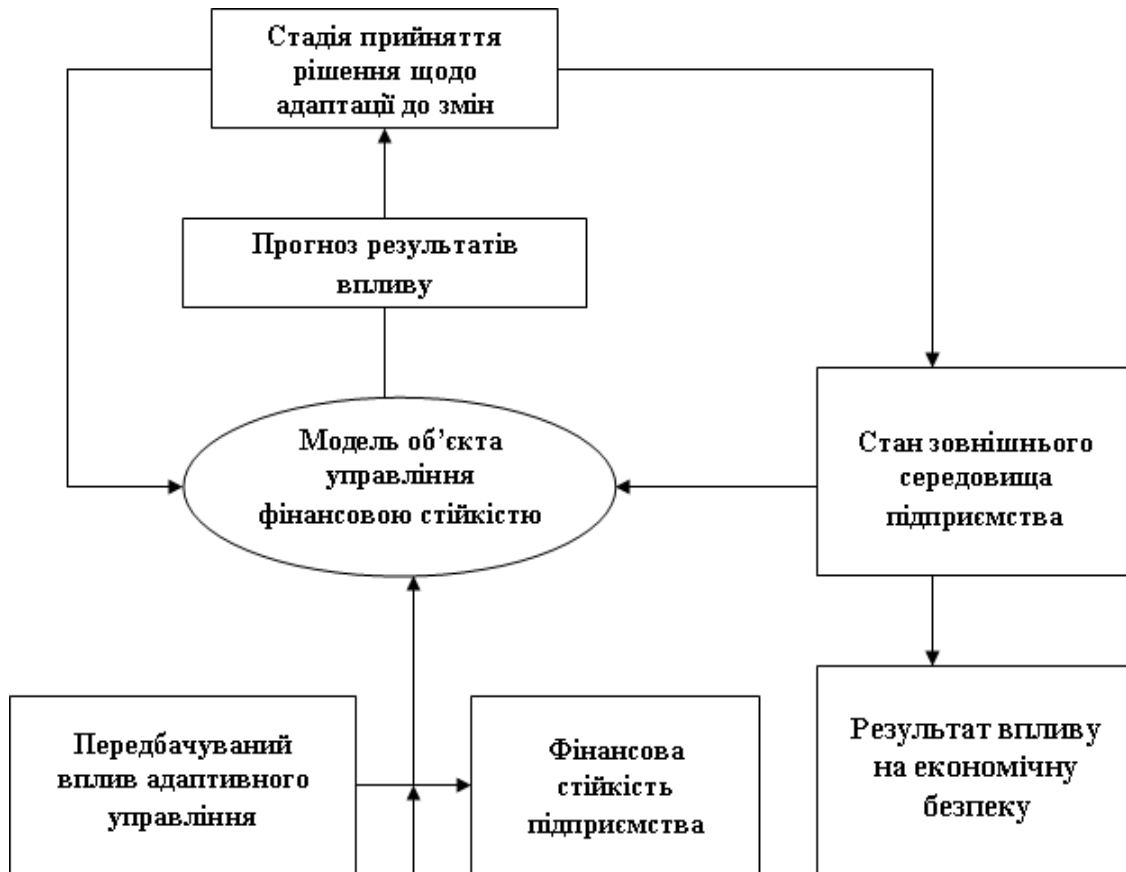 Стадія прийняття
рішення щодо
адаптації до змін
Прогноз результатів
впливу
Модель об’єкта
управління
фінансовою стійкістю
Стан зовнішнього
середовища
підприємства
Передбачуваний
вплив адаптивного
управління
Фінансова
стійкість
підприємства
Результат впливу
на економічну
безпеку